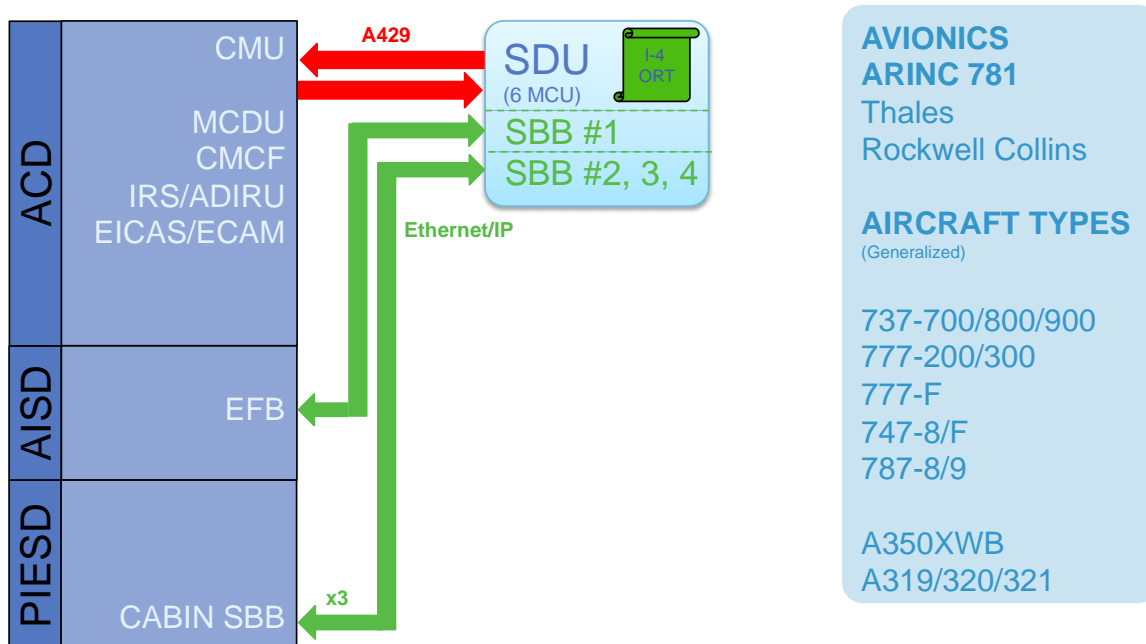 ACD
CMU
MCDU
CMCF
IRS/ADIRU
EICAS/ECAM
AISD
EFB
PIESD
CABIN SBB
A429
SDU
(6 MCU)
I-4
ORT
SBB #1
SBB #2, 3, 4
Ethernet/IP
x3
AVIONICS
ARINC 781
Thales
Rockwell Collins
AIRCRAFT TYPES
(Generalized)
737-700/800/900
777-200/300
777-F
747-8/F
787-8/9
A350XWB
A319/320/321